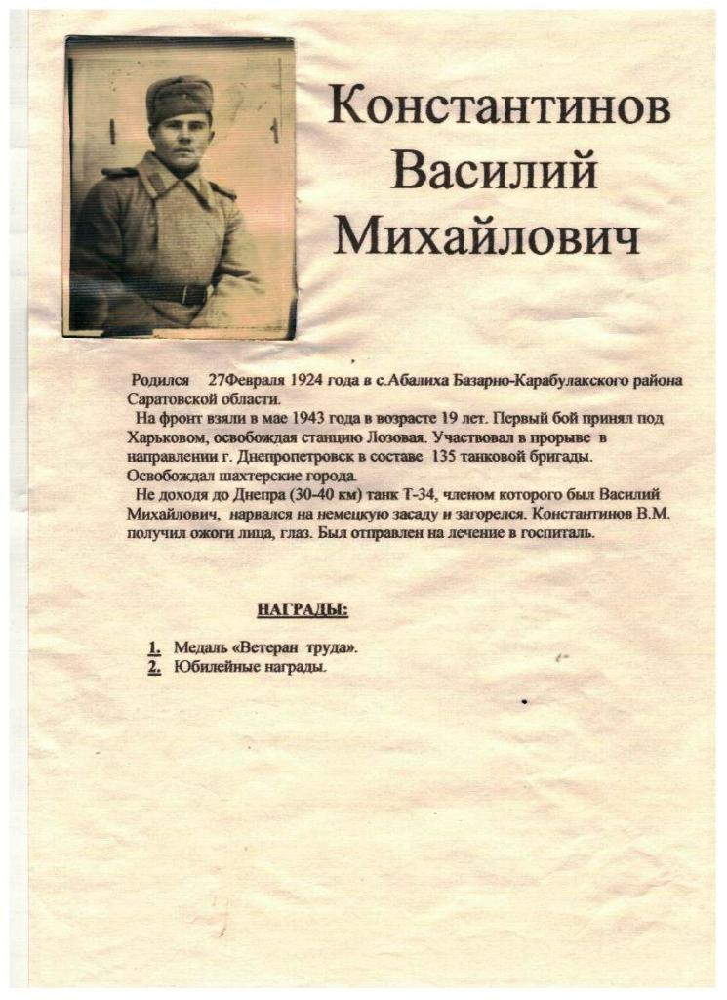 Константинов
Василий
Михайлович
Родился 27Февраля 1924 года в с.Абалиха Базарно-Карабулакского района
Саратовской области.
На фронт взяли в мае 1943 года в возрасте 19 лет. Первый бой принял под
Харьковом, освобождая станцию Лозовая. Участвовал в прорыве в
направлении г. Днепропетровск в составе 135 танковой бригады.
Освобождал шахтерские города.
Не доходя до Днепра (30-40 км) танк Т-34, членом которого был Василий
Михайлович, нарвался на немецкую засаду и загорелся. Константинов В.М.
получил ожоги лица, глаз. Был отправлен на лечение в госпиталь.
НАГРАДЫ:
1. Медаль «Ветеран труда».
2. Юбилейные награды.